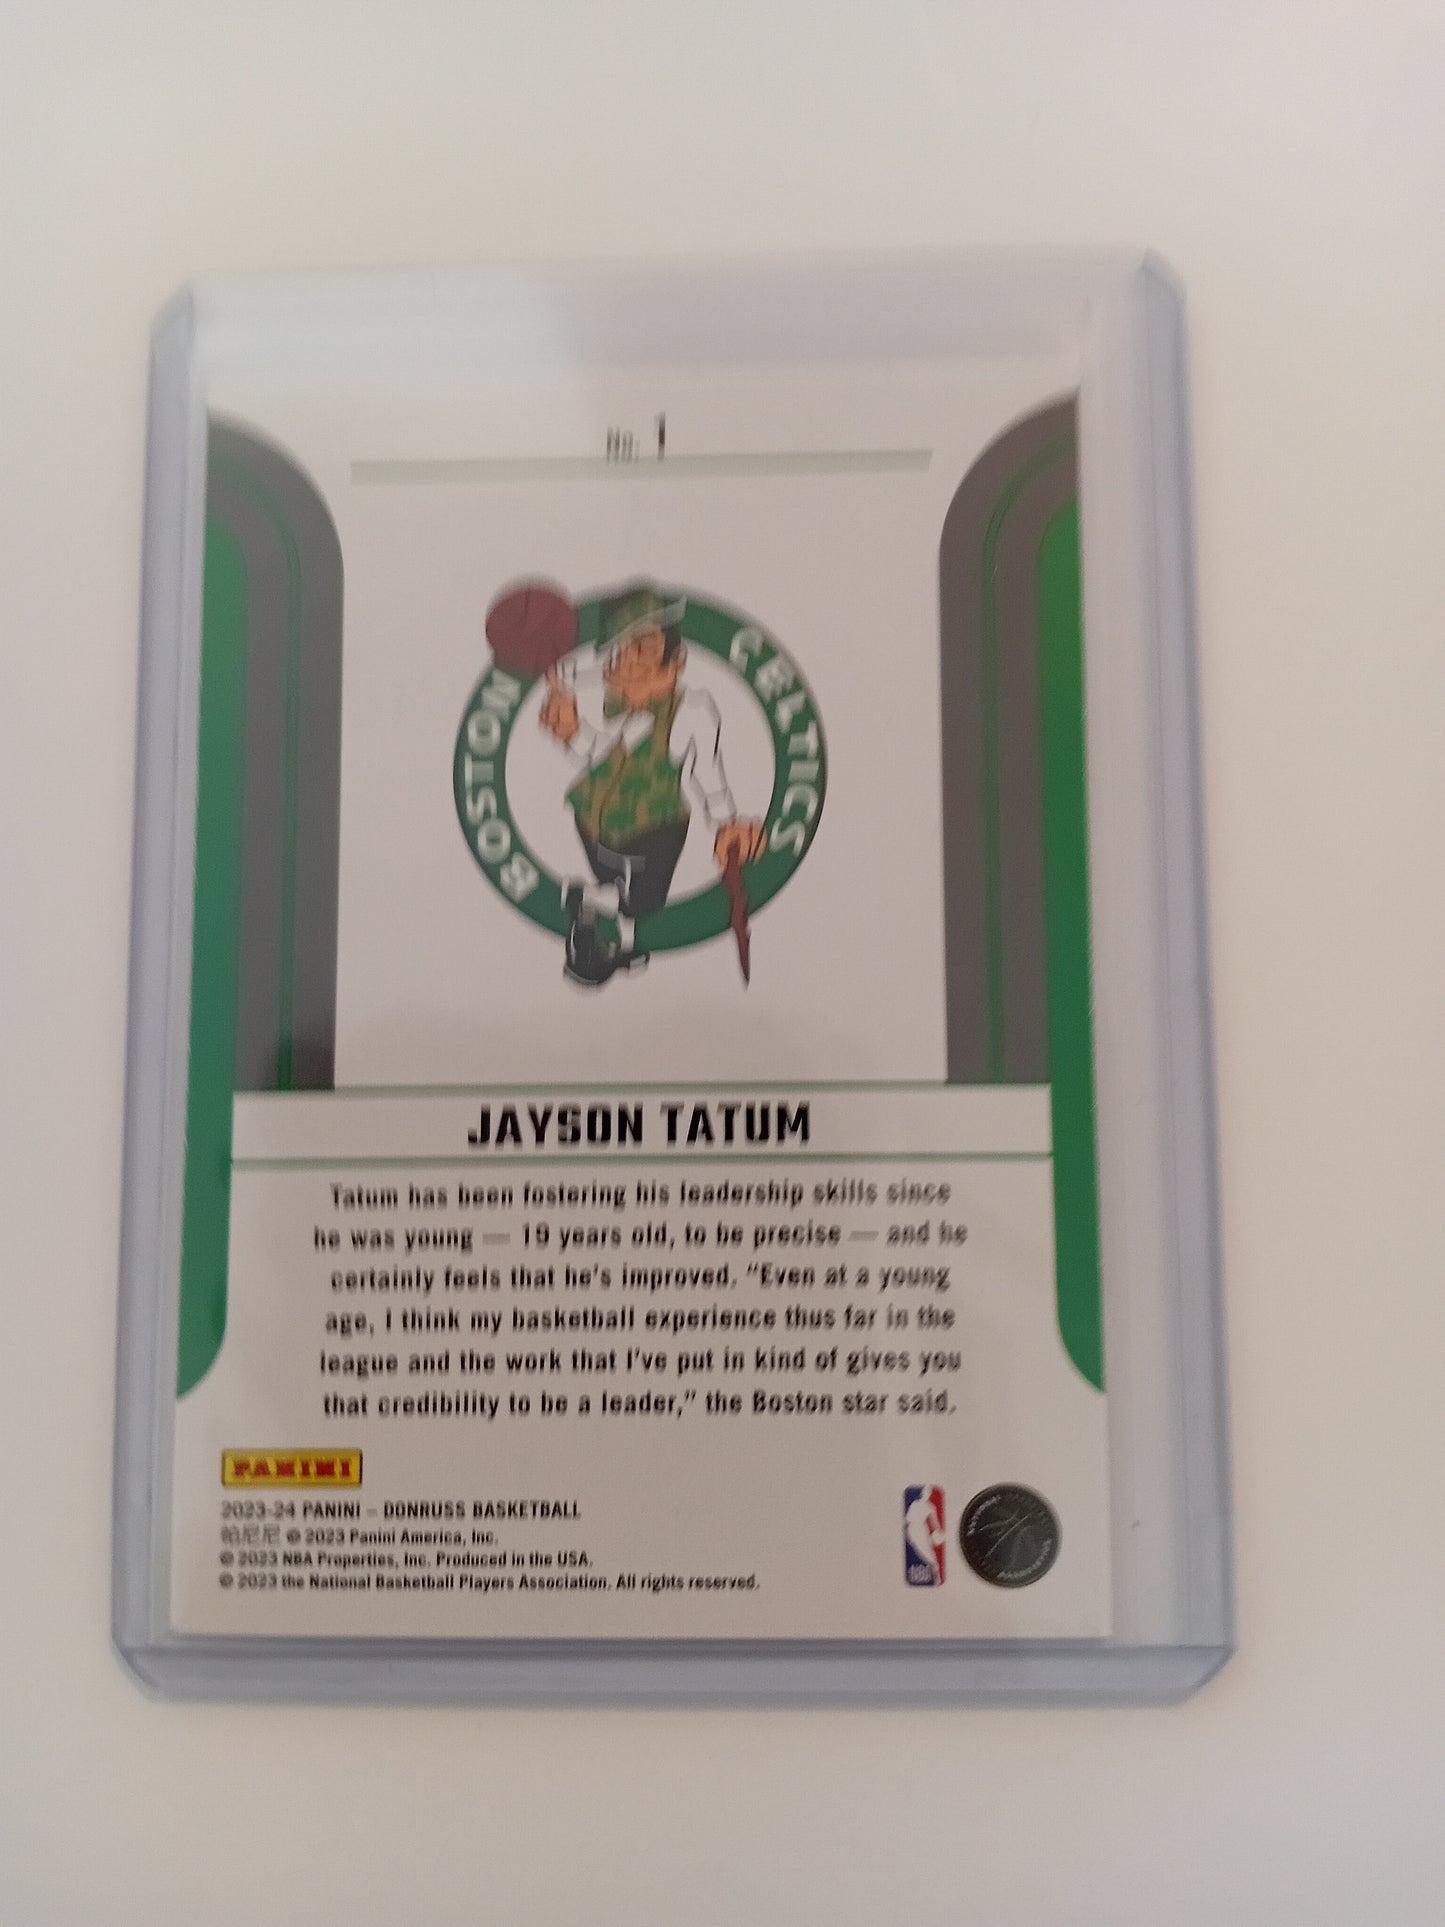 No. 1
BOSTON CELTICS
JAYSON TATUM
Tatum has been fostering his leadership skills since
he was young — 19 years old, to be precise — and he
certainly feels that he's improved. "Even at a young
age, I think my basketball experience thus far in the
league and the work that I've put in kind of gives you
that credibility to be a leader," the Boston star said.
PANINI
2023-24 PANINI – DONRUSS BASKETBALL
帕尼尼 © 2023 Panini America, Inc.
© 2023 NBA Properties, Inc. Produced in the USA.
© 2023 the National Basketball Players Association. All rights reserved.
NBA